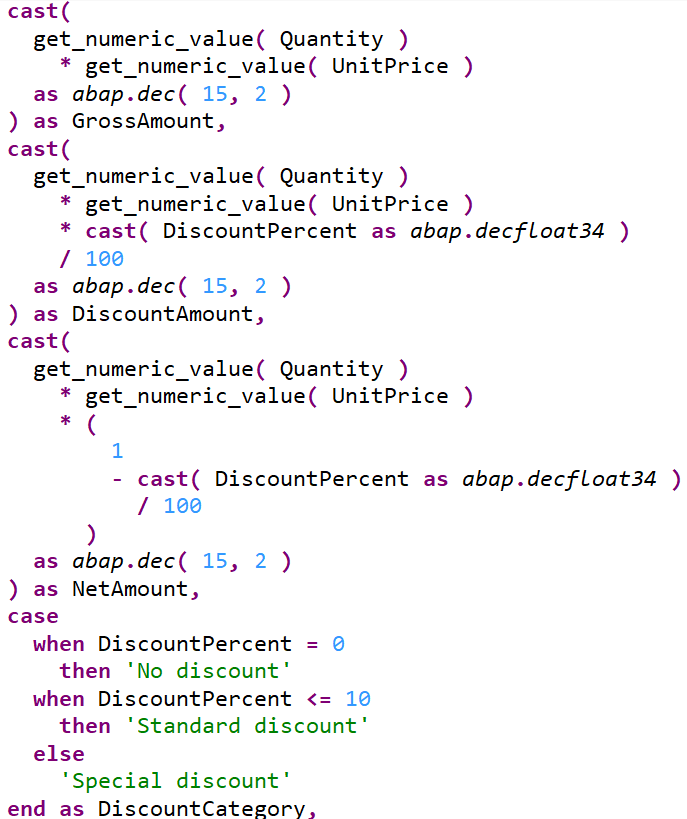 cast(
  get_numeric_value( Quantity )
    * get_numeric_value( UnitPrice )
  as abap.dec( 15, 2 )
) as GrossAmount,
cast(
  get_numeric_value( Quantity )
    * get_numeric_value( UnitPrice )
    * cast( DiscountPercent as abap.decfloat34 )
    / 100
  as abap.dec( 15, 2 )
) as DiscountAmount,
cast(
  get_numeric_value( Quantity )
    * get_numeric_value( UnitPrice )
    * (
        1
        - cast( DiscountPercent as abap.decfloat34 )
          / 100
      )
  as abap.dec( 15, 2 )
) as NetAmount,
case
  when DiscountPercent = 0
    then 'No discount'
  when DiscountPercent <= 10
    then 'Standard discount'
  else
    'Special discount'
end as DiscountCategory,